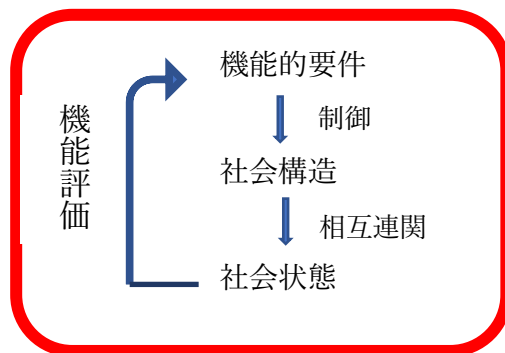 機能的要件
制御
社会構造
相互連関
社会状態
機能評価